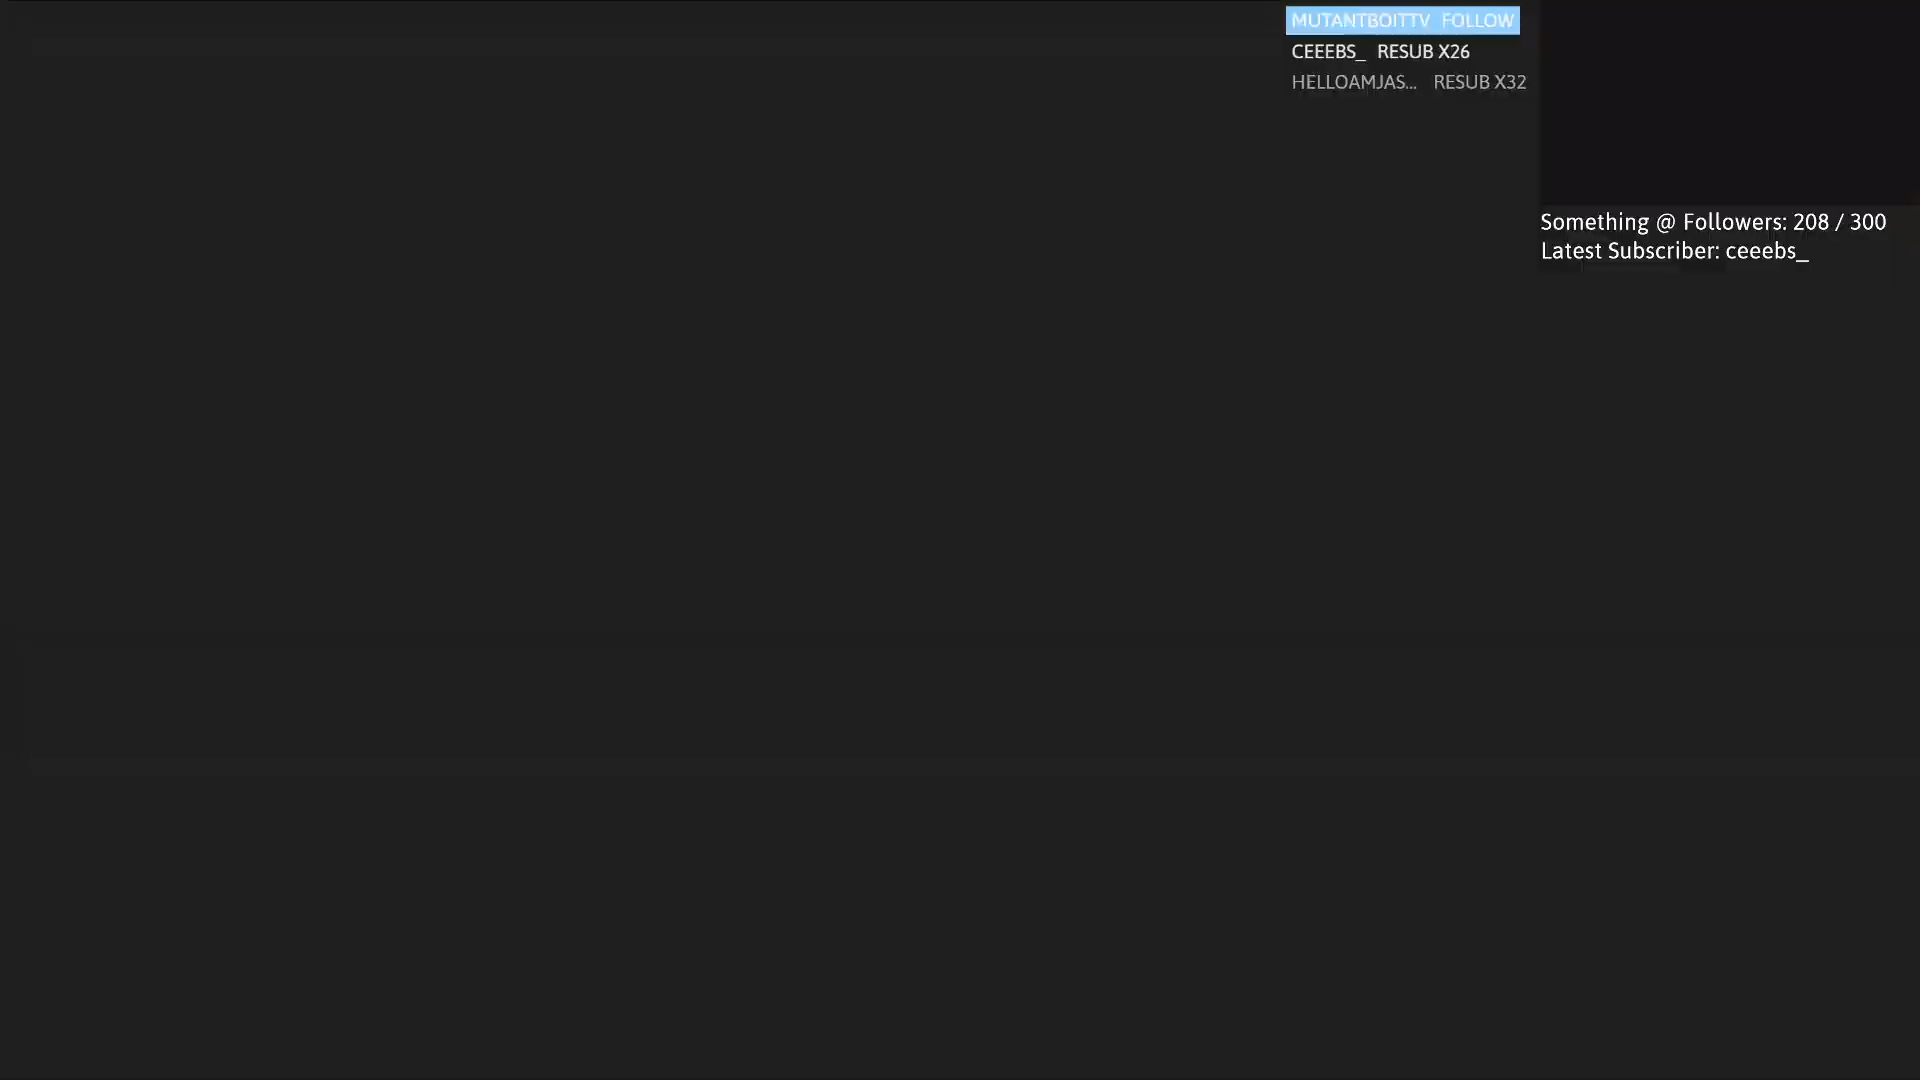 MUTANTBOITTV FOLLOW
CEEEBS_ RESUB X26
HELLOAMJAS... RESUB X32
Something @ Followers: 208 / 300
Latest Subscriber: ceeebs_